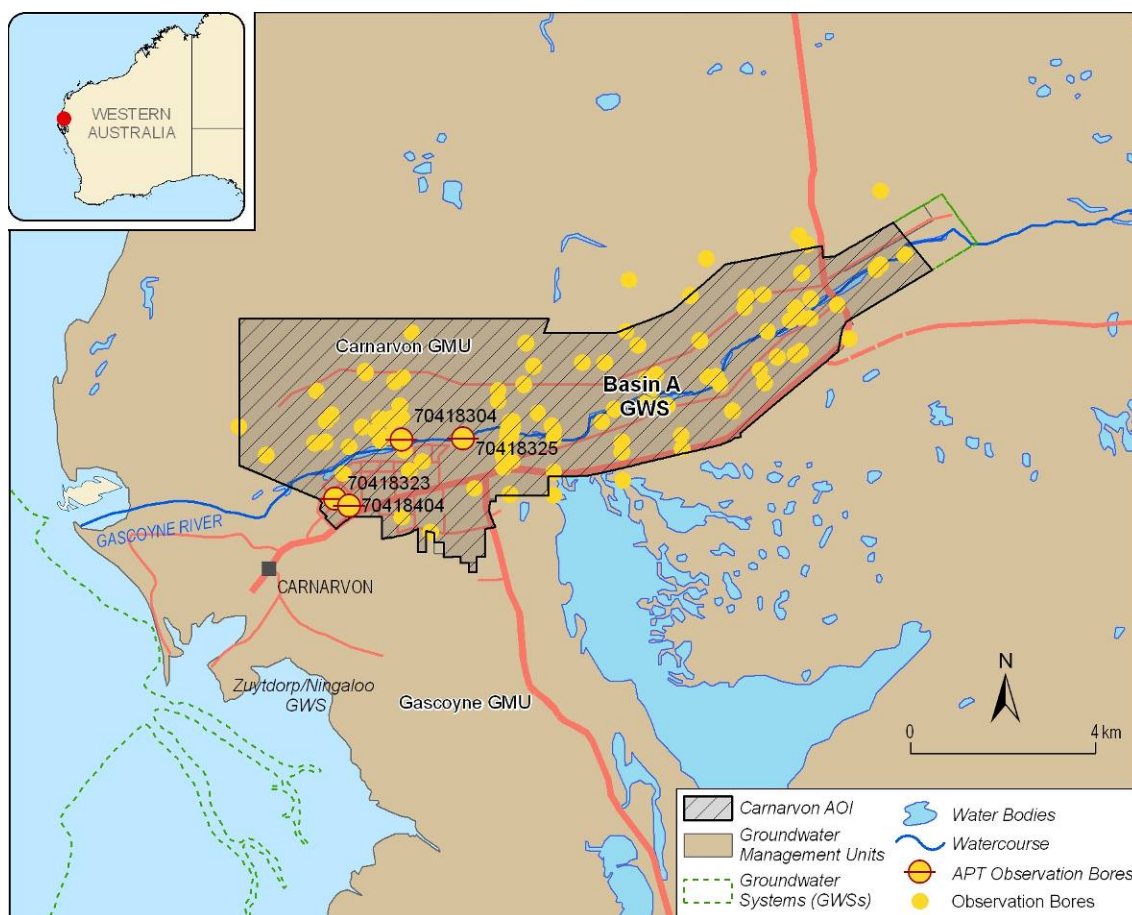 WESTERN
AUSTRALIA
Carnarvon GMU
Basin A
GWS
70418304
70418325
70418323
70418404
GASCOYNE RIVER
CARNARVON
Zuytdorp/Ningaloo
GWS
Gascoyne GMU
N
0 4 km
Carnarvon AOI
Groundwater
Management Units
Groundwater
Systems (GWSs)
Water Bodies
Watercourse
APT Observation Bores
Observation Bores